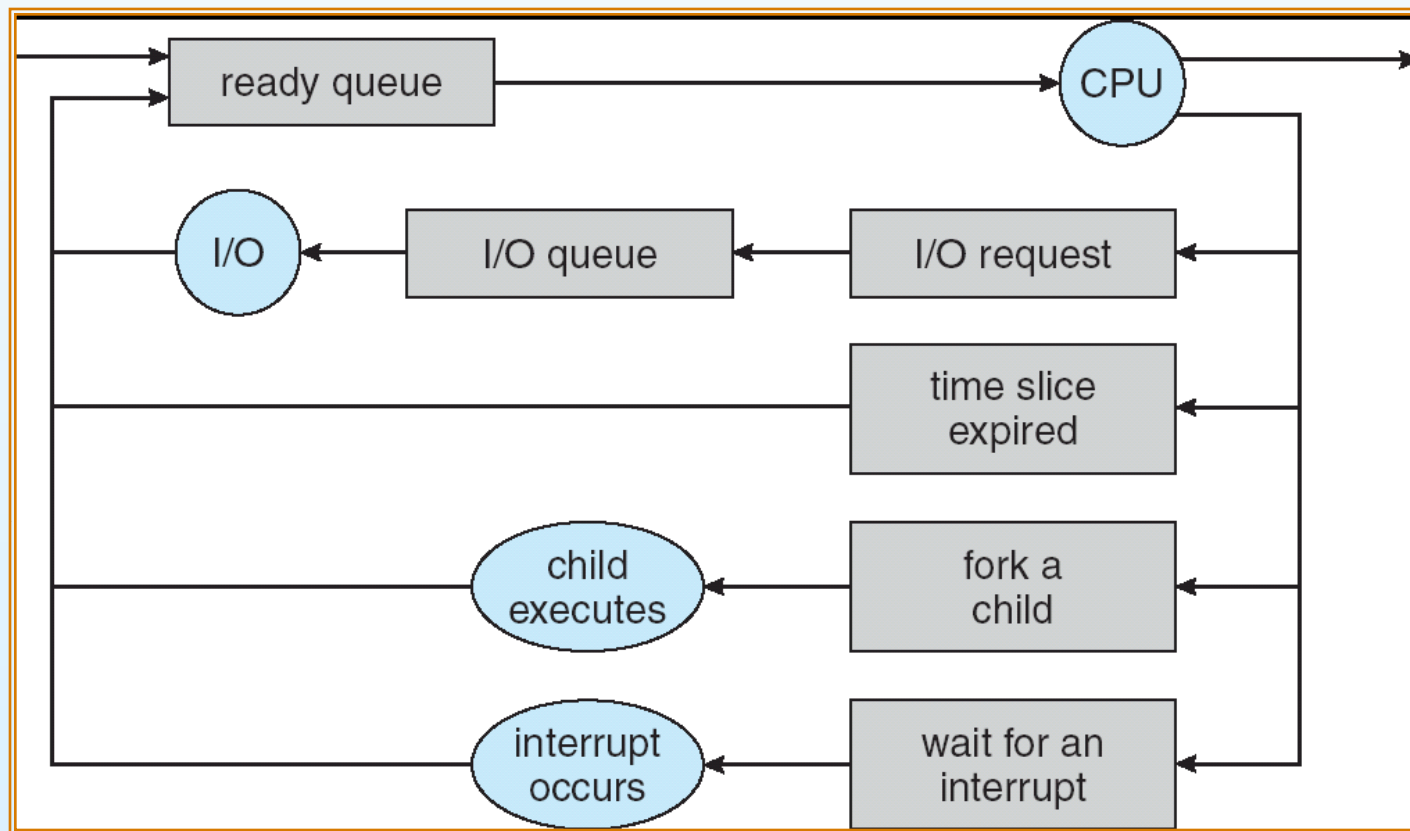 ready queue
CPU
I/O
I/O queue
I/O request
time slice
expired
child
executes
fork a
child
interrupt
occurs
wait for an
interrupt